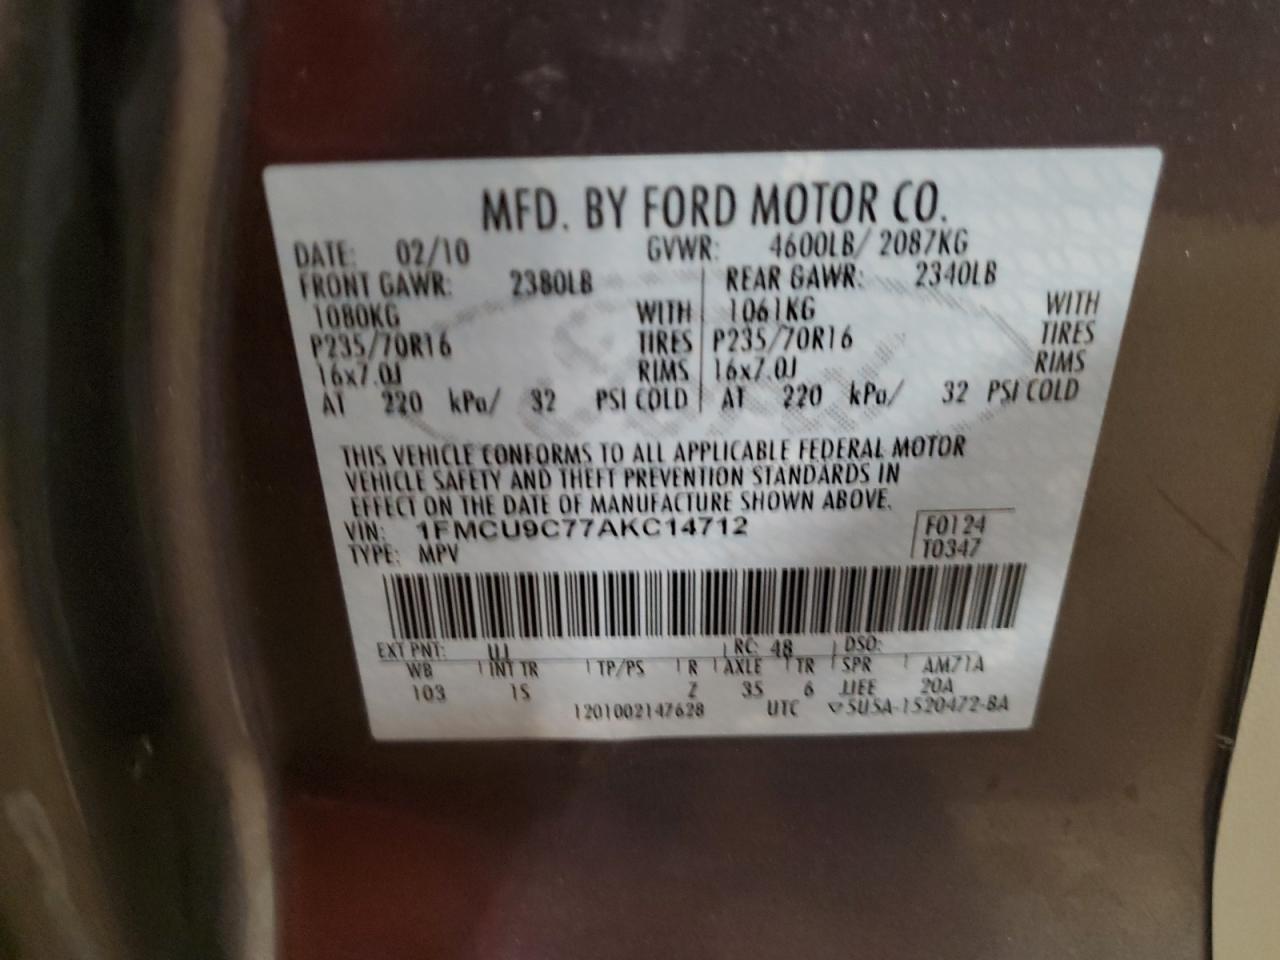 MFD. BY FORD MOTOR CO.
DATE: 02/10 GVWR: 4600LB/ 2087KG
FRONT GAWR: 2380LB REAR GAWR: 2340LB
1080KG WITH 1061KG WITH
P235/70R16 TIRES P235/70R16 TIRES
16x7.0J RIMS 16x7.0J RIMS
AT 220 kPa/ 32 PSI COLD AT 220 kPa/ 32 PSI COLD
THIS VEHICLE CONFORMS TO ALL APPLICABLE FEDERAL MOTOR
VEHICLE SAFETY AND THEFT PREVENTION STANDARDS IN
EFFECT ON THE DATE OF MANUFACTURE SHOWN ABOVE.
VIN: 1FMCU9C77AKC14712 F0124
TYPE: MPV T0347
EXT PNT: UJ RC: 48 DSO:
WB INT TR TP/PS R AXLE TR SPR AM71A
103 1S Z 35 6 JJEE 20A
1201002147628 UTC ▽5U5A-1520472-BA